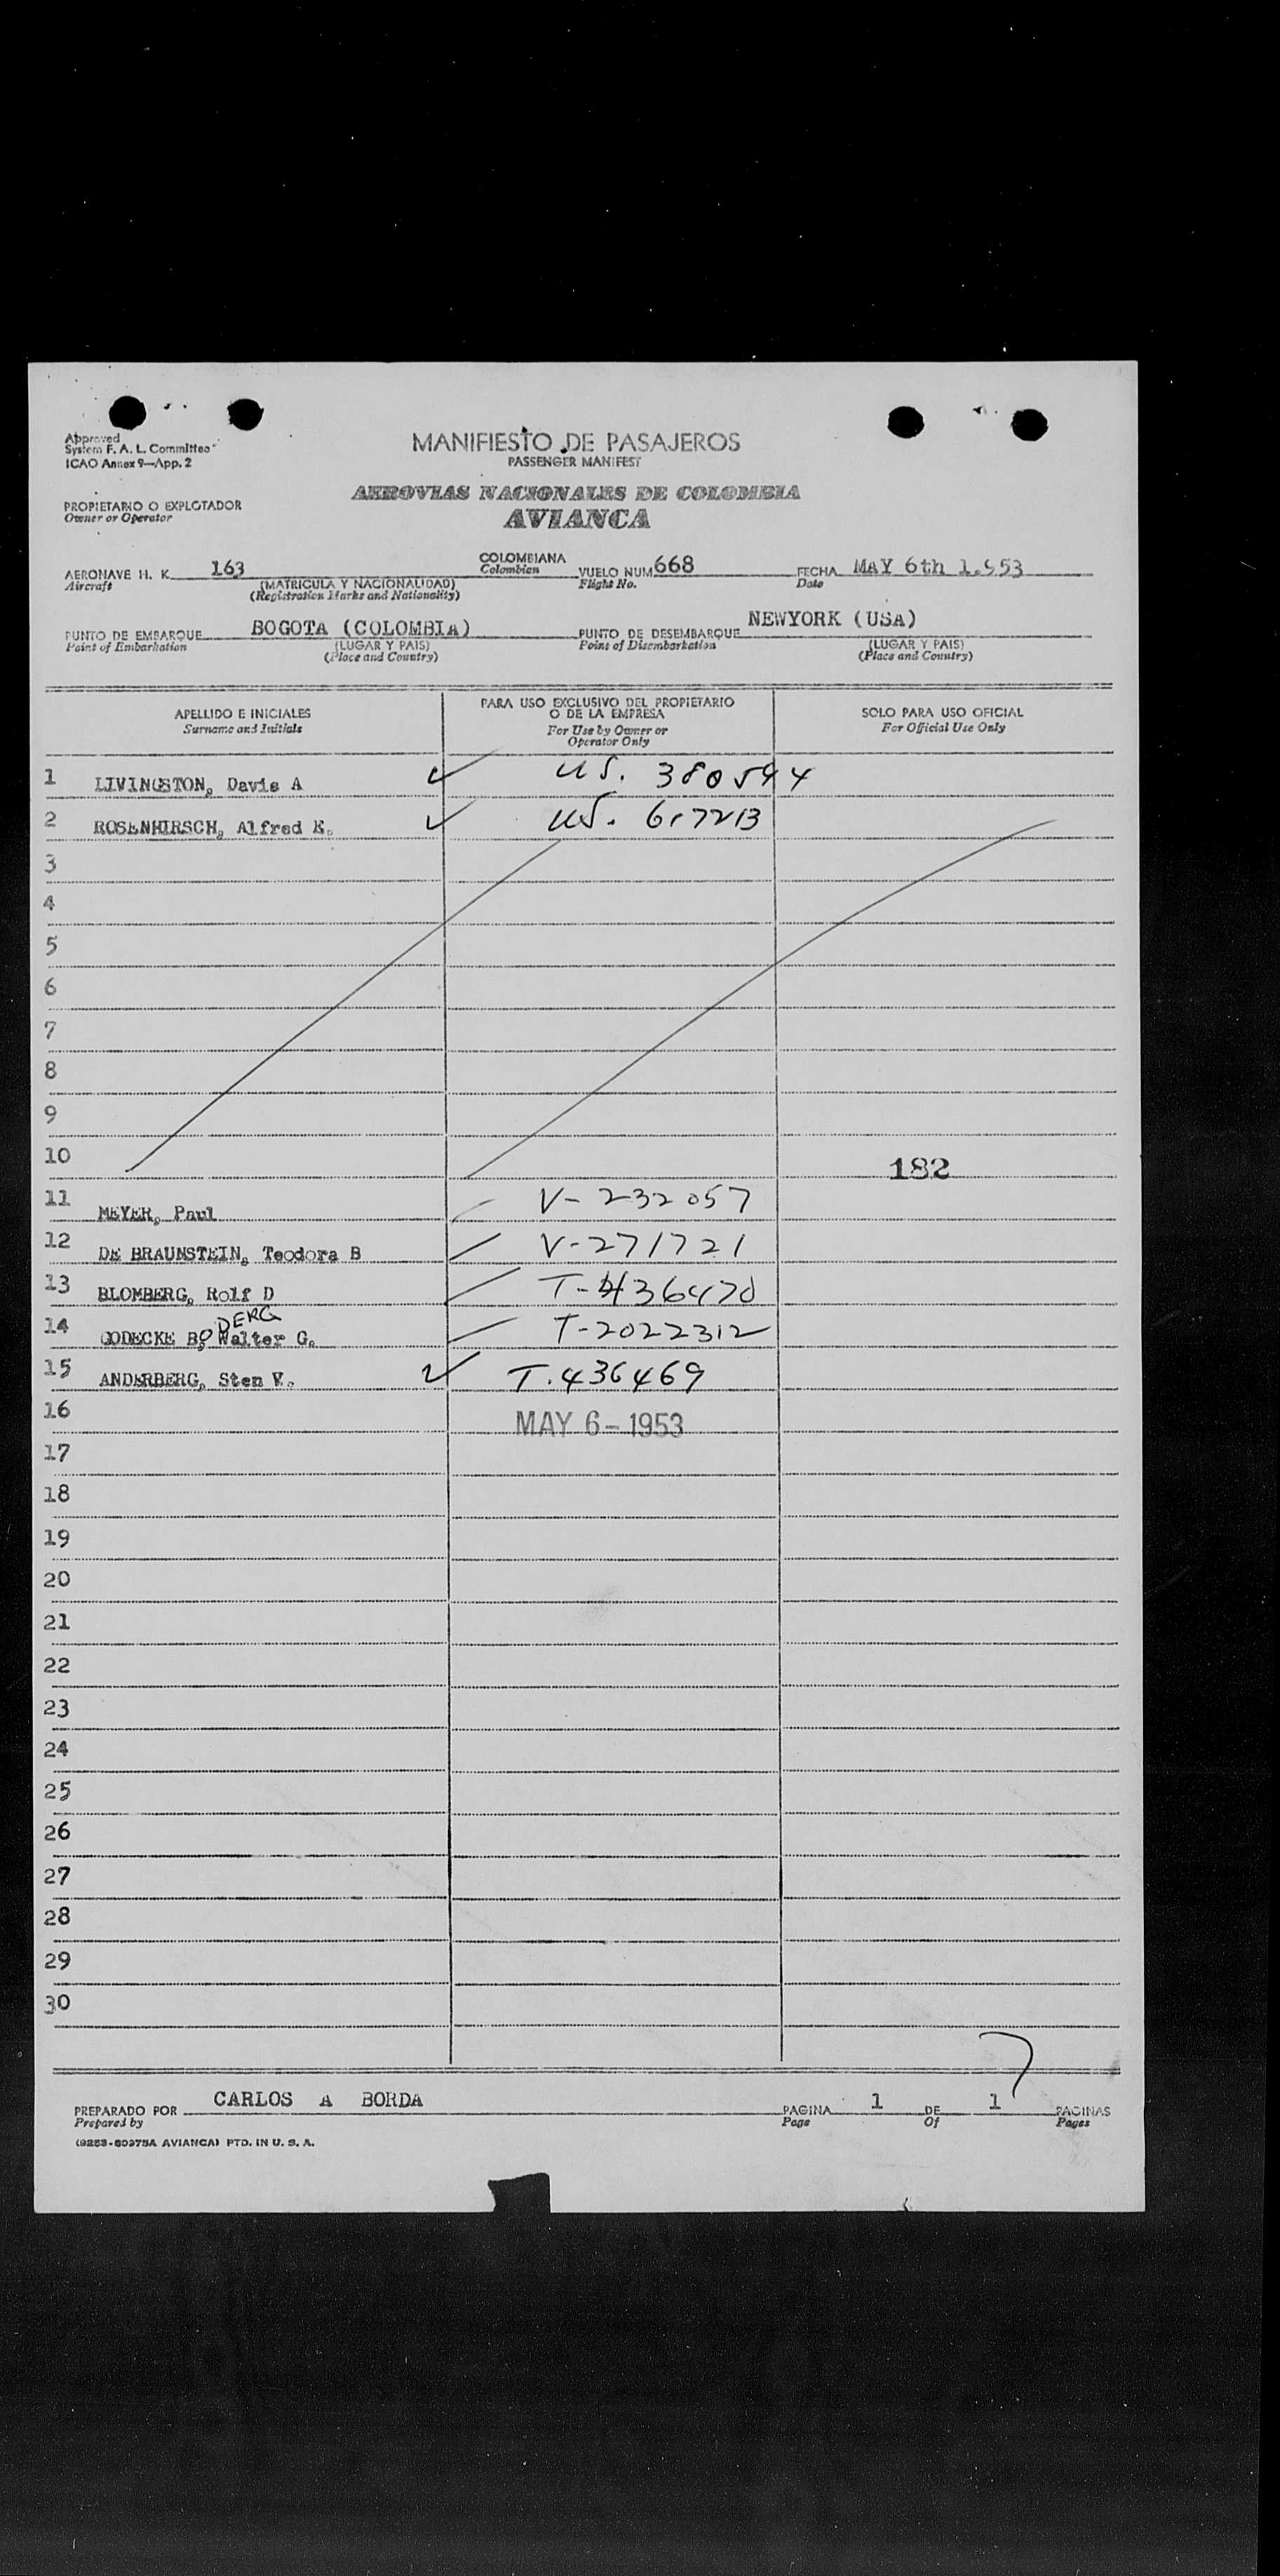 Approved
System F. A. L. Committee
ICAO Annex 9—App. 2
MANIFIESTO DE PASAJEROS
PASSENGER MANIFEST
AEROVIAS NACIONALES DE COLOMBIA
AVIANCA
PROPIETARIO O EXPLOTADOR
Owner or Operator
AERONAVE H. K. 163 COLOMBIANA VUELO NUM 668 FECHA MAY 6th 1.953
Aircraft (MATRICULA Y NACIONALIDAD) Colombian Flight No. Date
(Registration Marks and Nationality)
PUNTO DE EMBARQUE BOGOTA (COLOMBIA) PUNTO DE DESEMBARQUE NEWYORK (USA)
Point of Embarkation (LUGAR Y PAIS) Point of Disembarkation (LUGAR Y PAIS)
(Place and Country) (Place and Country)
APELLIDO E INICIALES PARA USO EXCLUSIVO DEL PROPIETARIO SOLO PARA USO OFICIAL
O DE LA EMPRESA
Surname and Initials For Use by Owner or For Official Use Only
Operator Only
1 LIVINGSTON, Davis A US. 380544
2 ROSENHIRSCH, Alfred E. US.
3
4
5
6
7
8
9
10 182
11 MEYER, Paul V-232057
12 DE BRAUNSTEIN, Teodora B V-271721
13 BLOMBERG, Rolf D T-436470
DERG
14 GODECKE BO Walter G. T-2022312
15 ANDERBERG, Sten V. T.436469
16 MAY 6-1953
17
18
19
20
21
22
23
24
25
26
27
28
29
30
7
PREPARADO POR CARLOS A BORDA PAGINA 1 DE 1 PAGINAS
Prepared by Page Of Pages
(9253-50375A AVIANCA) PTD. IN U. S. A.